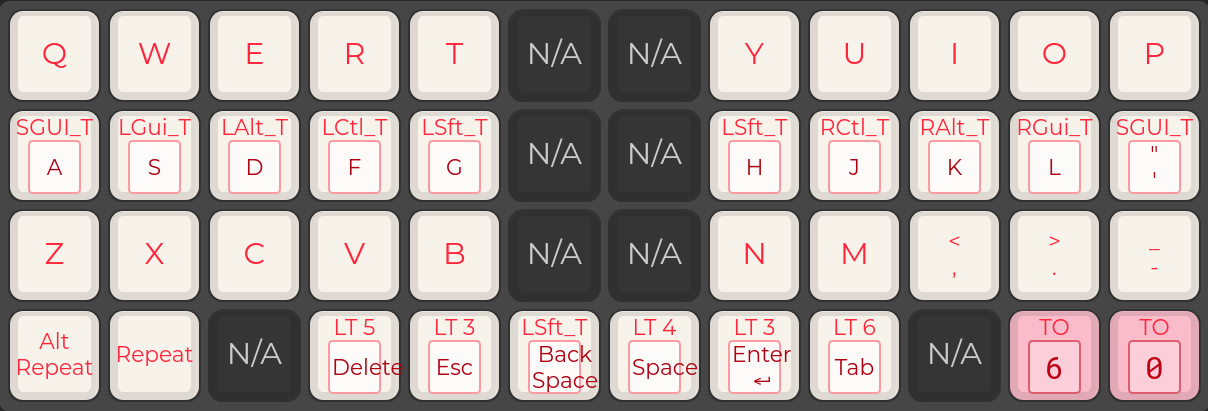 Q W E R T N/A N/A Y U I O P
SGUI_T LGui_T LAlt_T LCtl_T LSft_T LSft_T RCtl_T RAlt_T RGui_T SGUI_T
A S D F G N/A N/A H J K L " '
Z X C V B N/A N/A N M < , > . _ -
LT 5 LT 3 LSft_T LT 4 LT 3 LT 6 TO TO
Alt Repeat Repeat N/A Delete Esc Back Space Space Enter ↵ Tab N/A 6 0